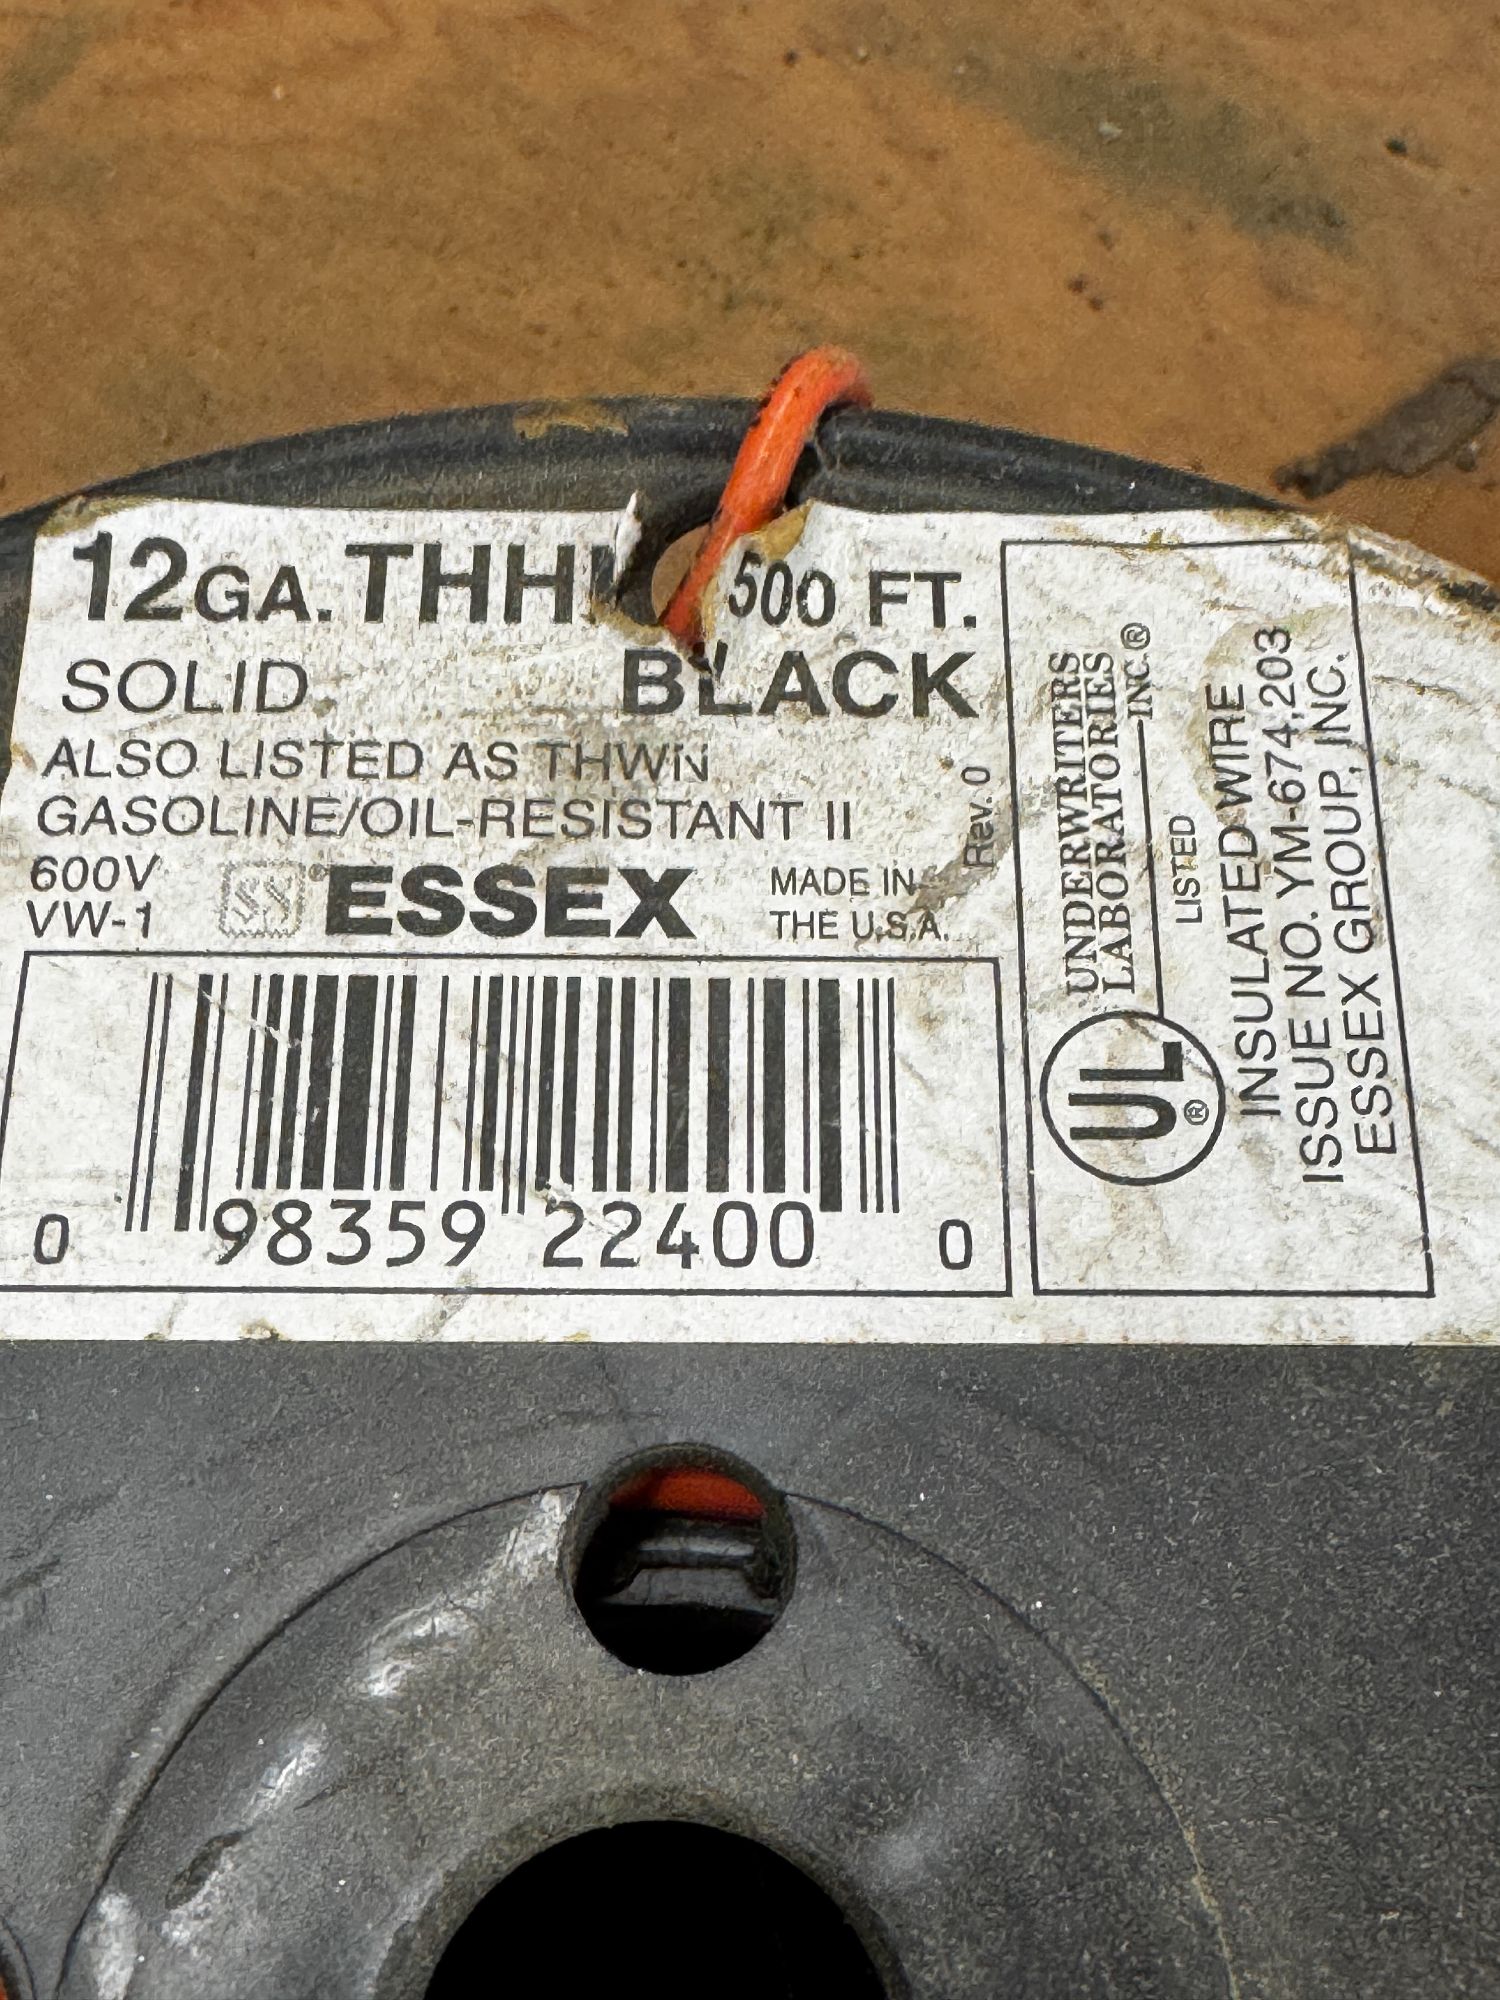 12GA. THH 500 FT.
SOLID BLACK
ALSO LISTED AS THWN
GASOLINE/OIL-RESISTANT II
600V
VW-1
SS® ESSEX
MADE IN
THE U.S.A.
Rev. 0
0 98359 22400 0
UL®
UNDERWRITERS
LABORATORIES
INC.®
LISTED
INSULATED WIRE
ISSUE NO. YM-674,203
ESSEX GROUP, INC.